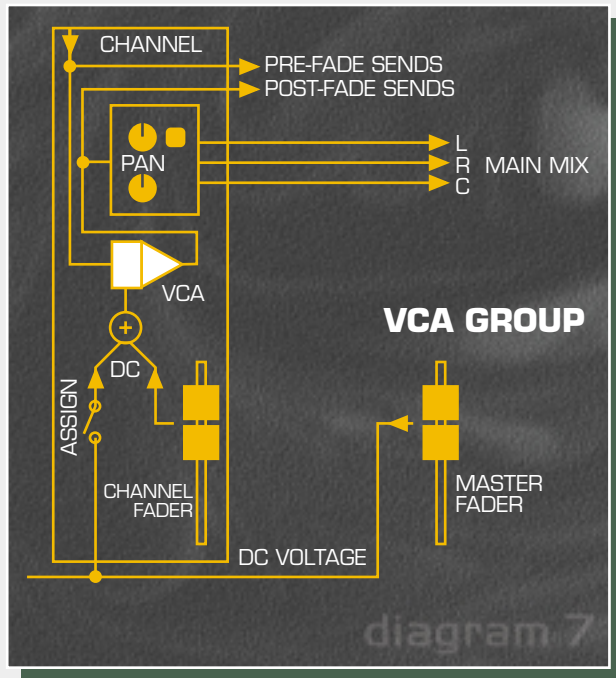 CHANNEL
PRE-FADE SENDS
POST-FADE SENDS
PAN
L
R MAIN MIX
C
VCA
VCA GROUP
+
DC
ASSIGN
CHANNEL
FADER
MASTER
FADER
DC VOLTAGE
diagram 7